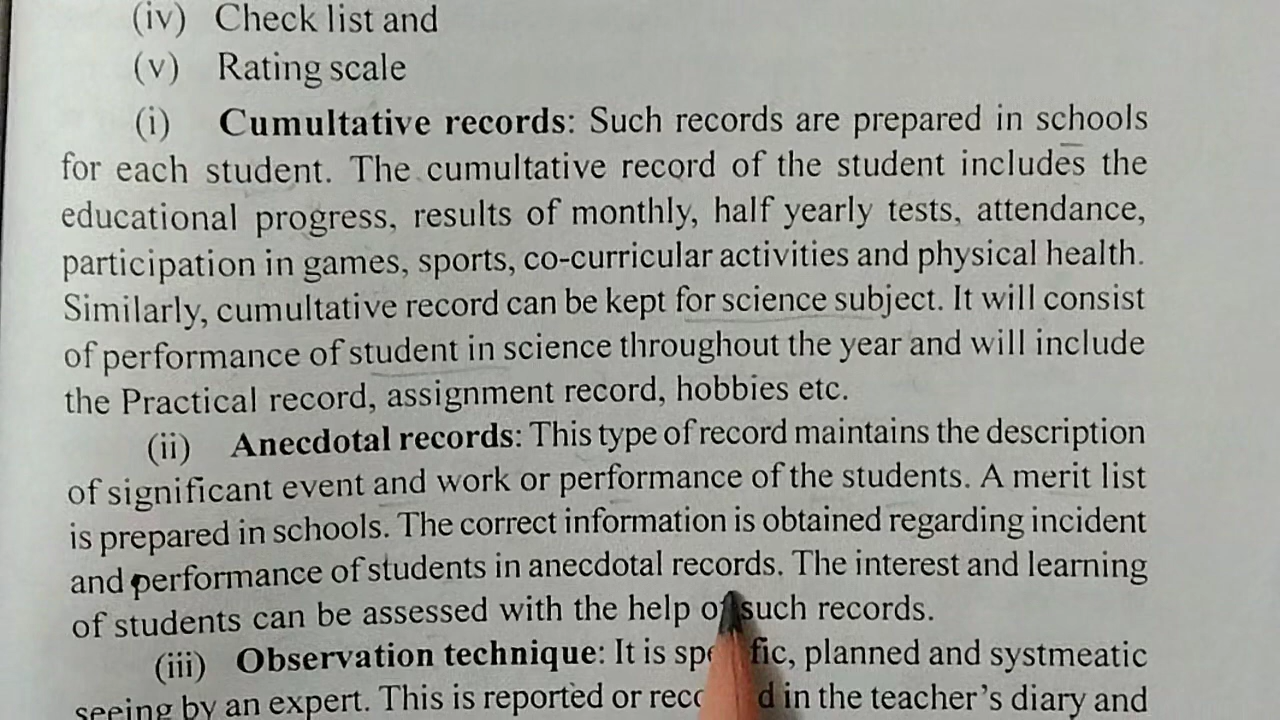 (iv) Check list and
(v) Rating scale
(i) Cumultative records: Such records are prepared in schools
for each student. The cumultative record of the student includes the
educational progress, results of monthly, half yearly tests, attendance,
participation in games, sports, co-curricular activities and physical health.
Similarly, cumultative record can be kept for science subject. It will consist
of performance of student in science throughout the year and will include
the Practical record, assignment record, hobbies etc.
(ii) Anecdotal records: This type of record maintains the description
of significant event and work or performance of the students. A merit list
is prepared in schools. The correct information is obtained regarding incident
and performance of students in anecdotal records. The interest and learning
of students can be assessed with the help of such records.
(iii) Observation technique: It is planned and systmeatic
seeing by an expert. This is reported or in the teacher's diary and